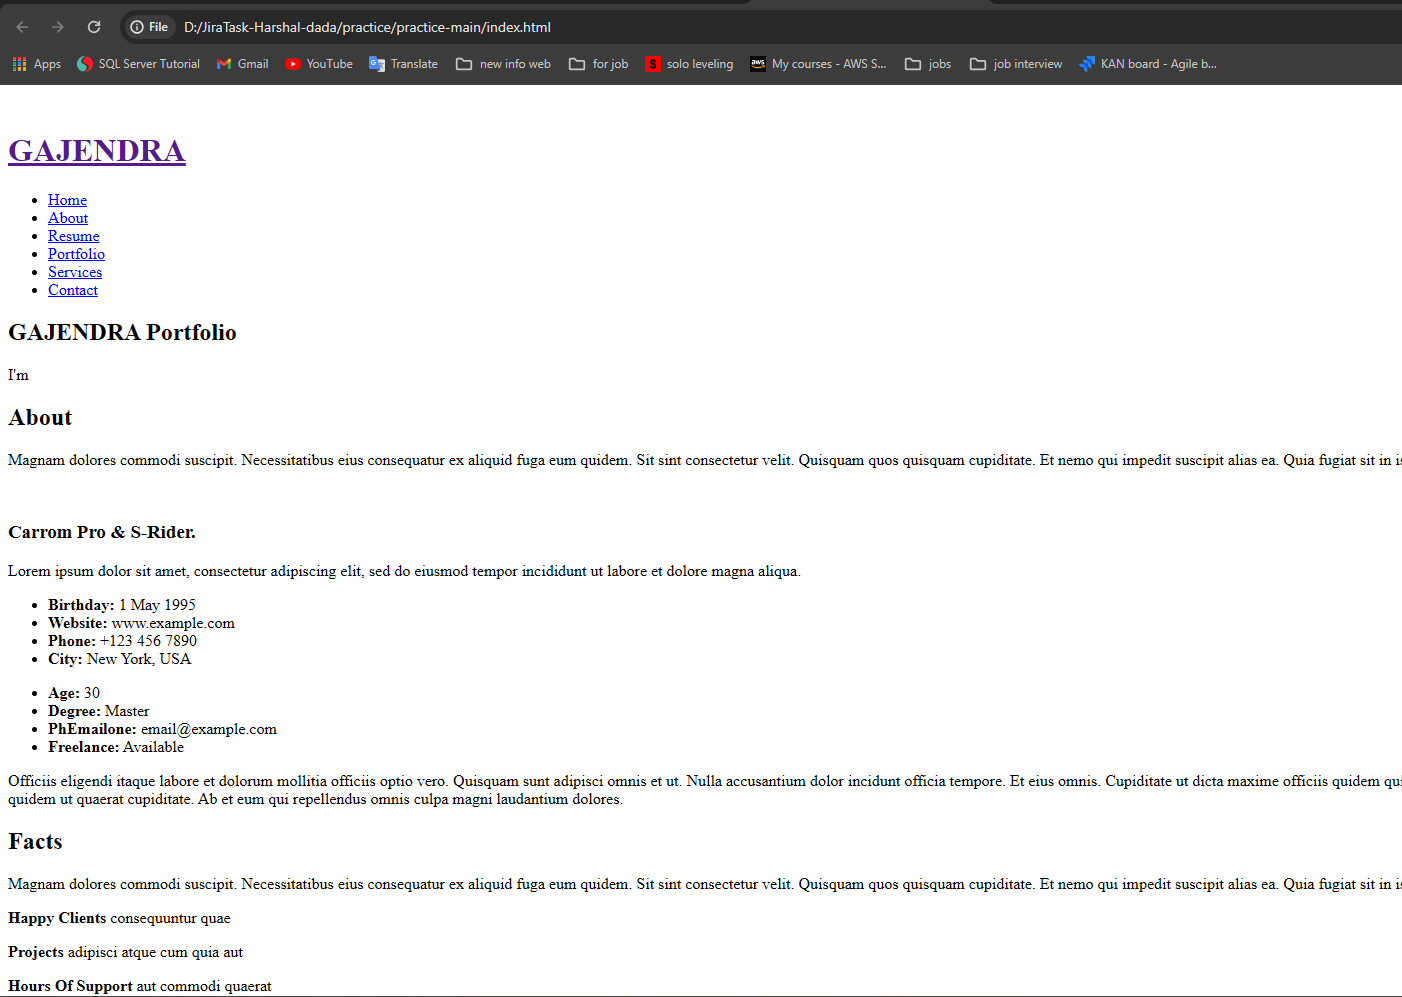 File D:/JiraTask-Harshal-dada/practice/practice-main/index.html
Apps SQL Server Tutorial Gmail YouTube Translate new info web for job S solo leveling aws My courses - AWS S... jobs job interview KAN board - Agile b...
GAJENDRA
Home
About
Resume
Portfolio
Services
Contact
GAJENDRA Portfolio
I'm
About
Magnam dolores commodi suscipit. Necessitatibus eius consequatur ex aliquid fuga eum quidem. Sit sint consectetur velit. Quisquam quos quisquam cupiditate. Et nemo qui impedit suscipit alias ea. Quia fugiat sit in
Carrom Pro & S-Rider.
Lorem ipsum dolor sit amet, consectetur adipiscing elit, sed do eiusmod tempor incididunt ut labore et dolore magna aliqua.
Birthday: 1 May 1995
Website: www.example.com
Phone: +123 456 7890
City: New York, USA
Age: 30
Degree: Master
PhEmailone: email@example.com
Freelance: Available
Officiis eligendi itaque labore et dolorum mollitia officiis optio vero. Quisquam sunt adipisci omnis et ut. Nulla accusantium dolor incidunt officia tempore. Et eius omnis. Cupiditate ut dicta maxime officiis quidem
quidem ut quaerat cupiditate. Ab et eum qui repellendus omnis culpa magni laudantium dolores.
Facts
Magnam dolores commodi suscipit. Necessitatibus eius consequatur ex aliquid fuga eum quidem. Sit sint consectetur velit. Quisquam quos quisquam cupiditate. Et nemo qui impedit suscipit alias ea. Quia fugiat sit in
Happy Clients consequuntur quae
Projects adipisci atque cum quia aut
Hours Of Support aut commodi quaerat